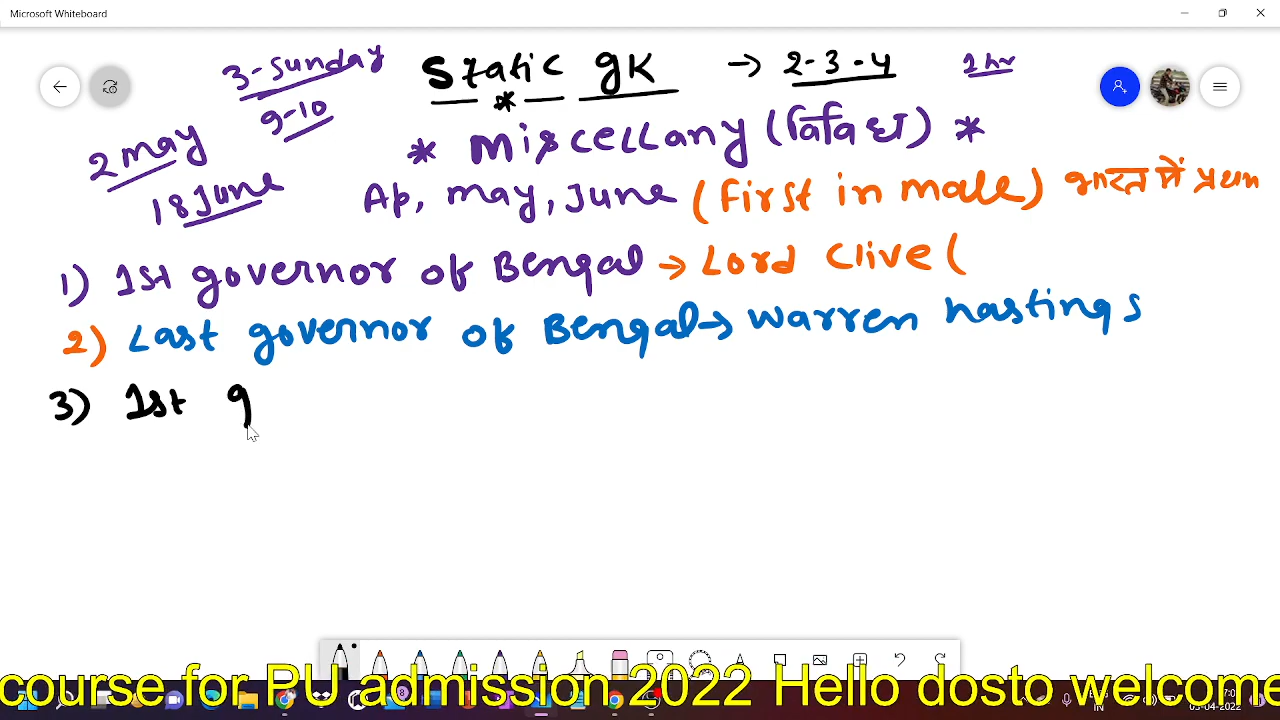 Microsoft Whiteboard
3-Sunday
9-10
2 may
18 June
Static gK → 2-3-4
1 hr
* Miscellany (विविधा) *
Ap, may, June (First in male) भारत में प्रथम
1) 1st governor of Bengal → Lord Clive (
2) Last governor of Bengal → Warren hastings
3) 1st g
course for PU admission 2022 Hello dosto welcome